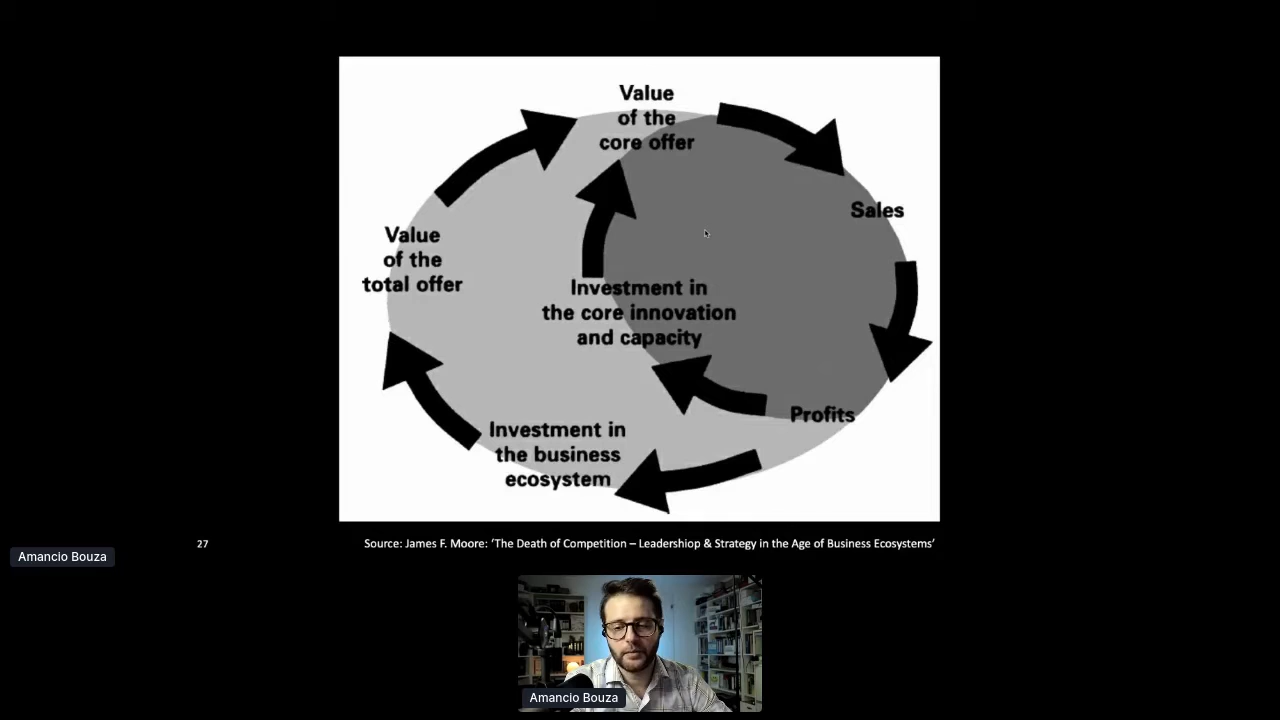 Value
of the
core offer
Sales
Value
of the
total offer
Investment in
the core innovation
and capacity
Profits
Investment in
the business
ecosystem
27
Source: James F. Moore: ‘The Death of Competition – Leadershiop & Strategy in the Age of Business Ecosystems’
Amancio Bouza
Amancio Bouza